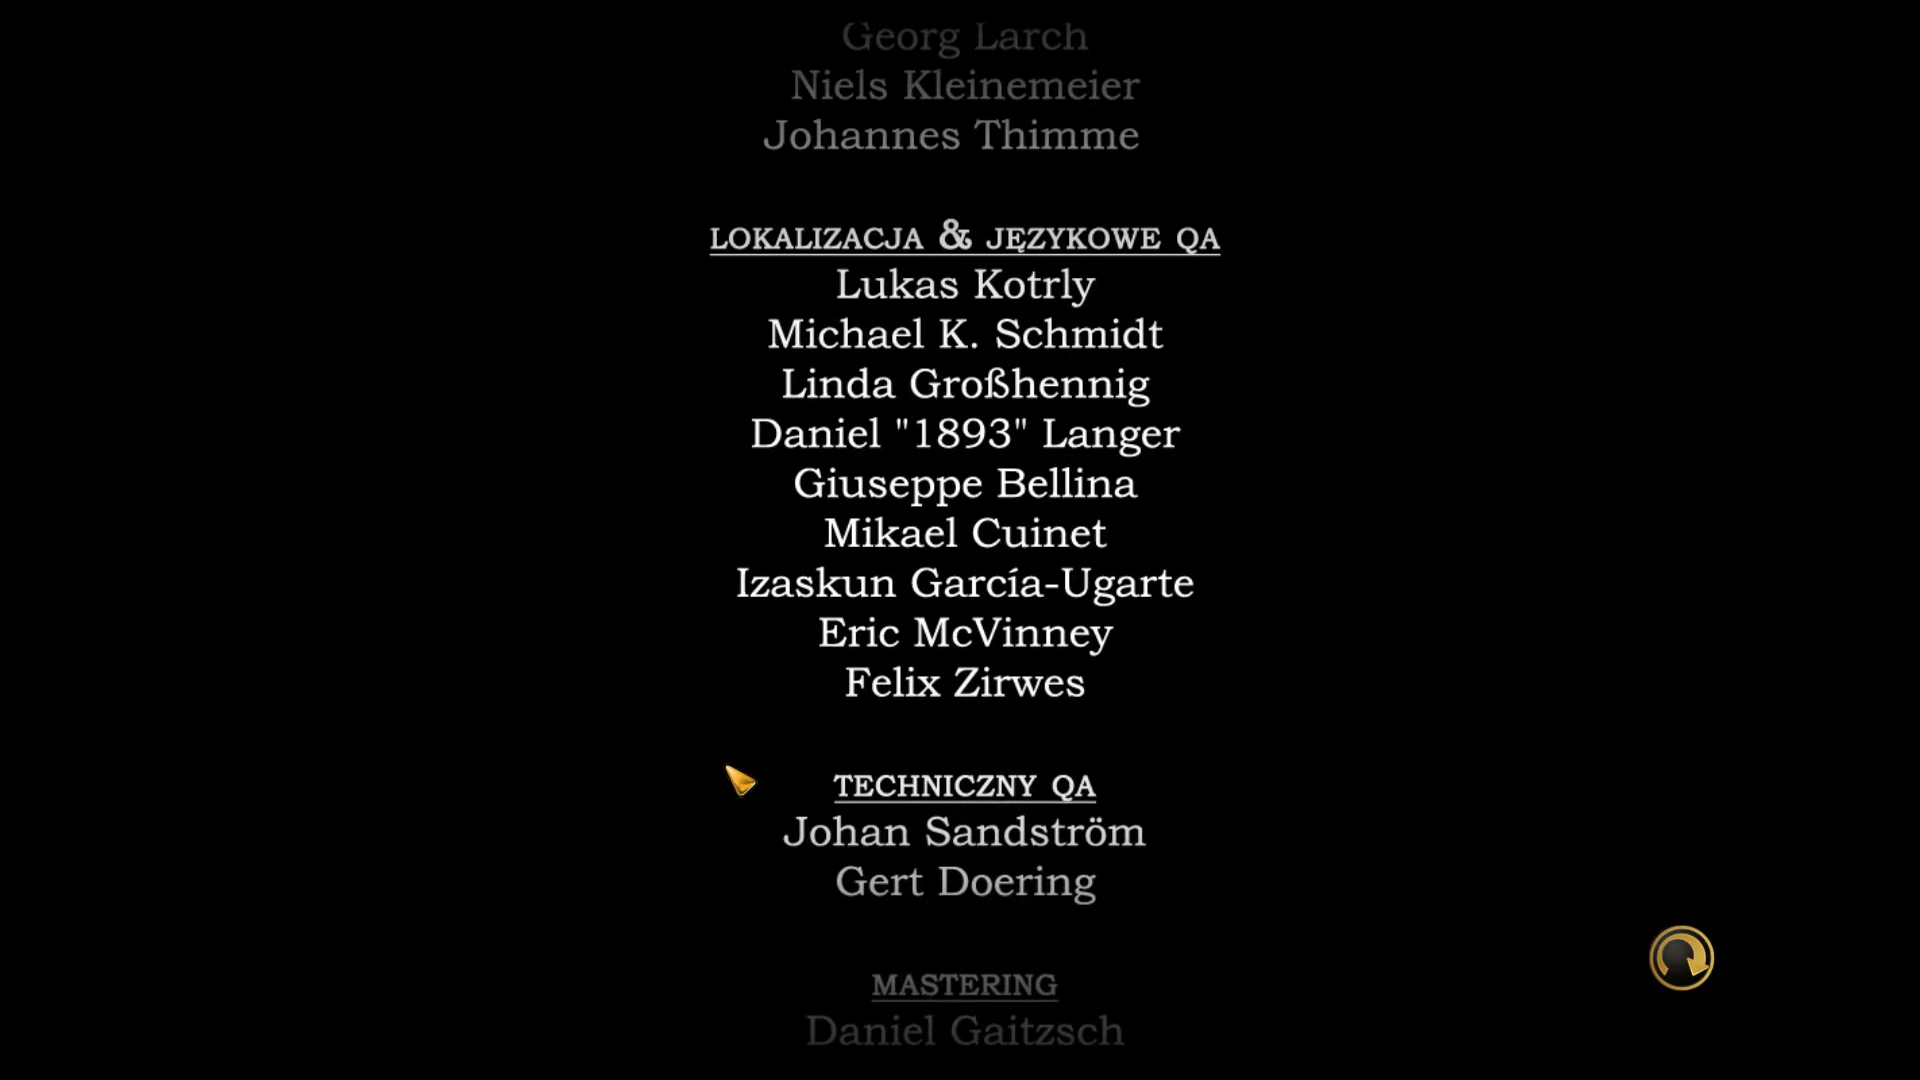 Georg Larch
Niels Kleinemeier
Johannes Thimme
LOKALIZACJA & JĘZYKOWE QA
Lukas Kotrly
Michael K. Schmidt
Linda Großhennig
Daniel "1893" Langer
Giuseppe Bellina
Mikael Cuinet
Izaskun García-Ugarte
Eric McVinney
Felix Zirwes
TECHNICZNY QA
Johan Sandström
Gert Doering
MASTERING
Daniel Gaitzsch